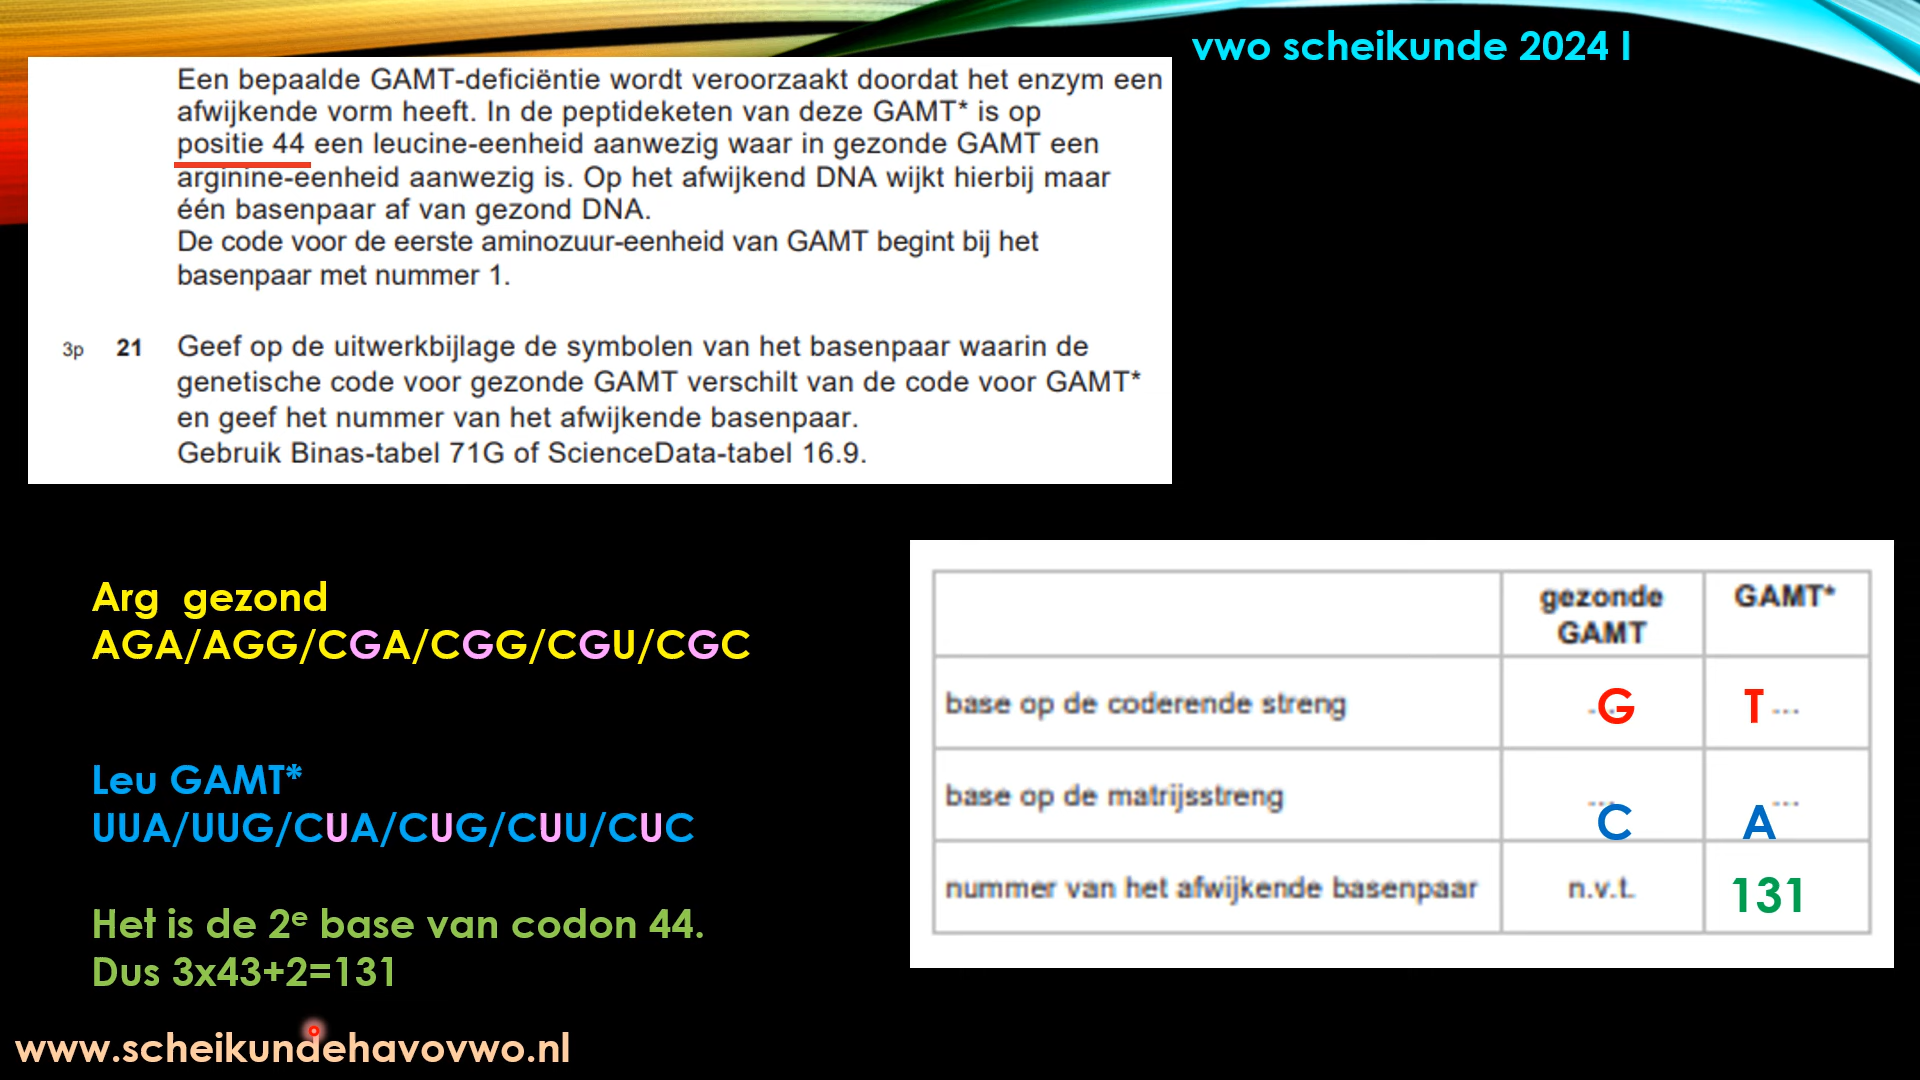 vwo scheikunde 2024 I
Een bepaalde GAMT-deficiëntie wordt veroorzaakt doordat het enzym een
afwijkende vorm heeft. In de peptideketen van deze GAMT* is op
positie 44 een leucine-eenheid aanwezig waar in gezonde GAMT een
arginine-eenheid aanwezig is. Op het afwijkend DNA wijkt hierbij maar
één basenpaar af van gezond DNA.
De code voor de eerste aminozuur-eenheid van GAMT begint bij het
basenpaar met nummer 1.
3p 21 Geef op de uitwerkbijlage de symbolen van het basenpaar waarin de
genetische code voor gezonde GAMT verschilt van de code voor GAMT*
en geef het nummer van het afwijkende basenpaar.
Gebruik Binas-tabel 71G of ScienceData-tabel 16.9.
Arg gezond
AGA/AGG/CGA/CGG/CGU/CGC
Leu GAMT*
UUA/UUG/CUA/CUG/CUU/CUC
Het is de 2e base van codon 44.
Dus 3x43+2=131
gezonde GAMT*
GAMT
base op de coderende streng G T ...
base op de matrijsstreng ... C A ...
nummer van het afwijkende basenpaar n.v.t. 131
www.scheikundehavovwo.nl